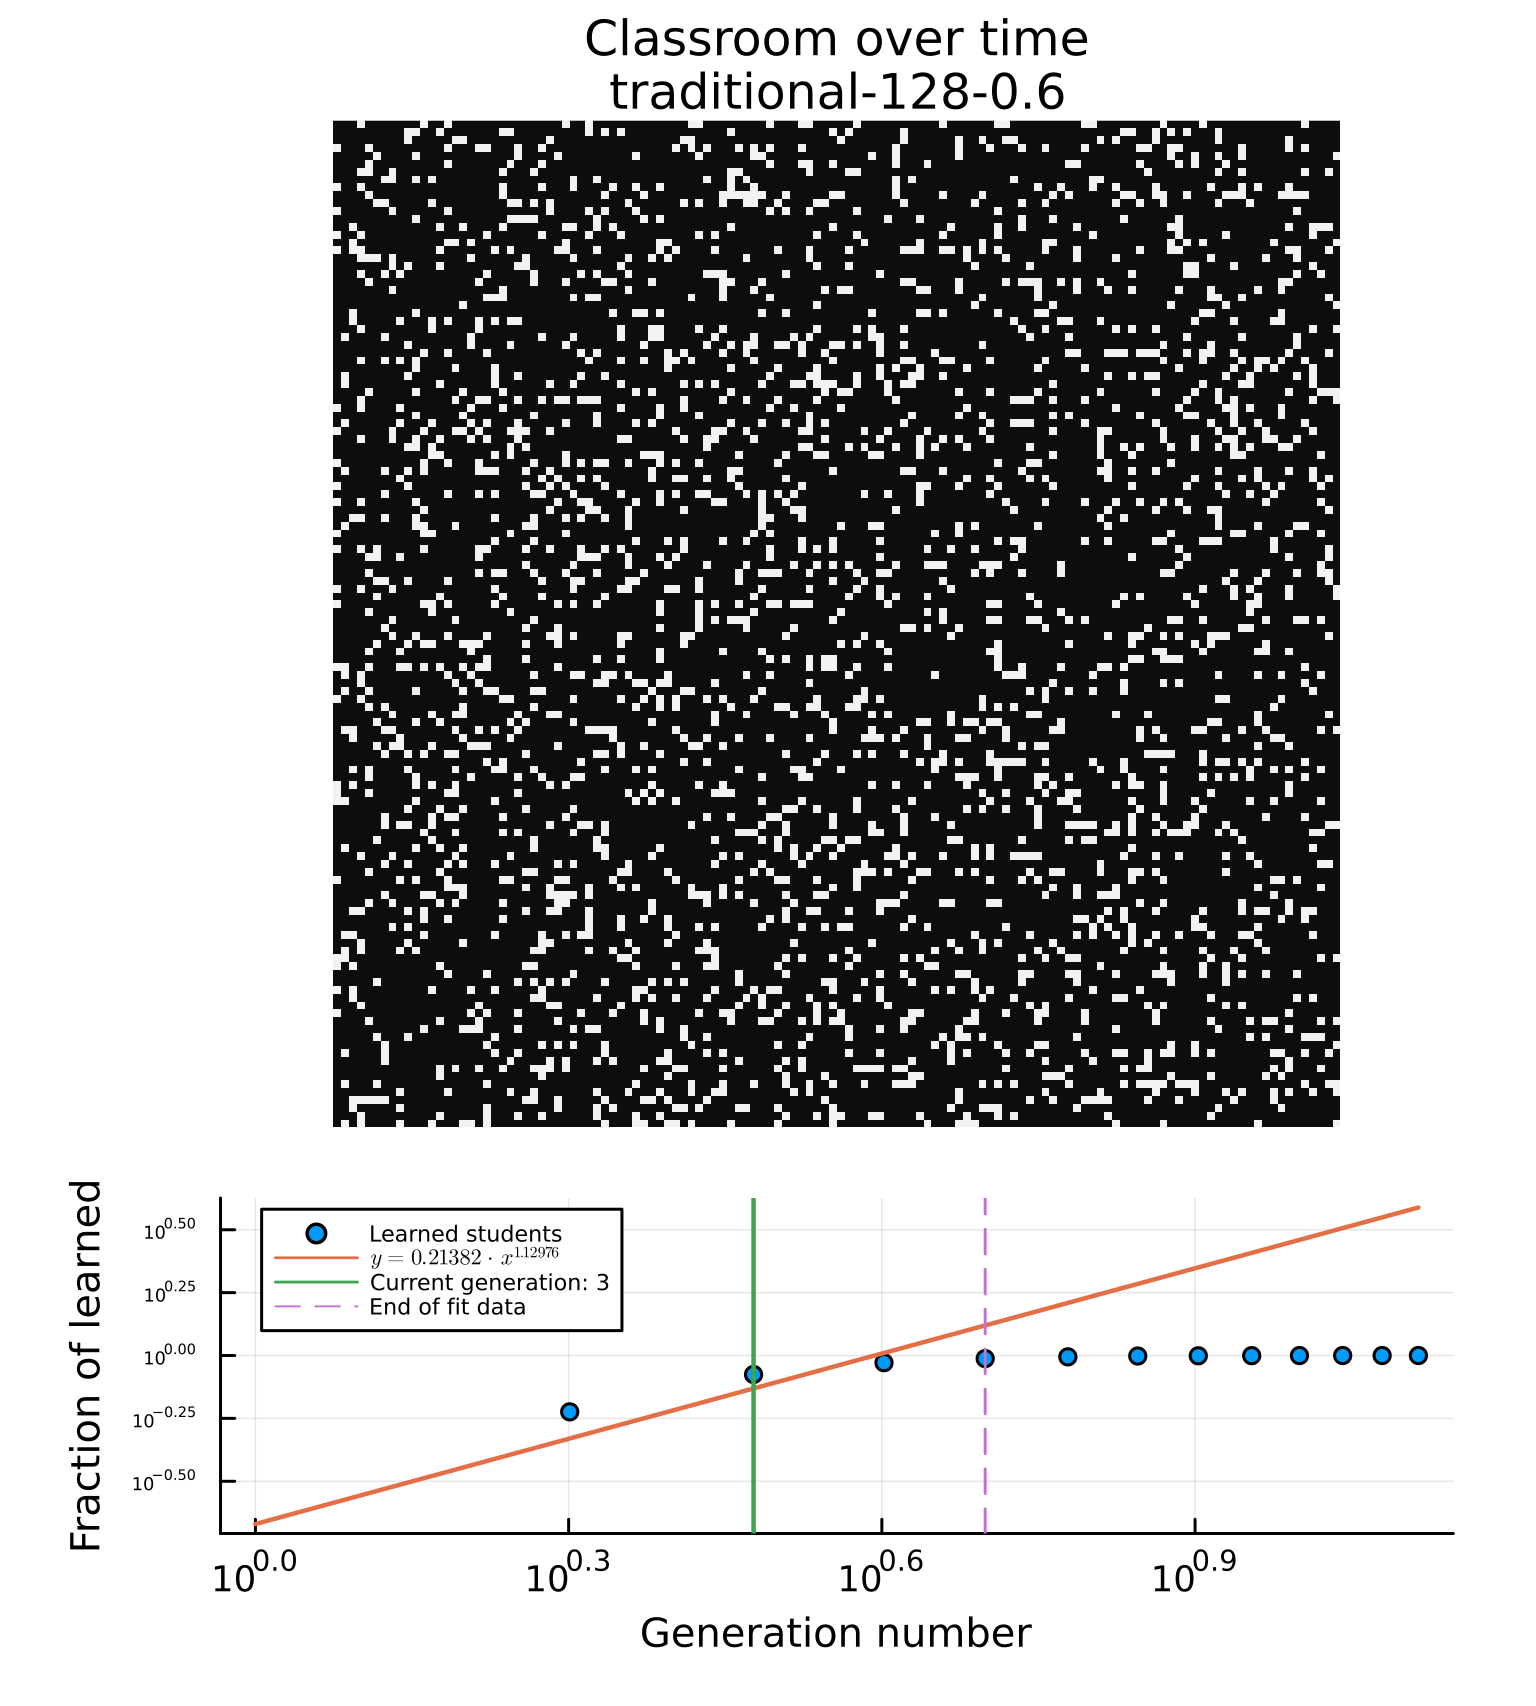 Classroom over time
traditional-128-0.6
Fraction of learned
10^0.50
10^0.25
10^0.00
10^−0.25
10^−0.50
Learned students
y = 0.21382 · x^1.12976
Current generation: 3
End of fit data
10^0.0 10^0.3 10^0.6 10^0.9
Generation number